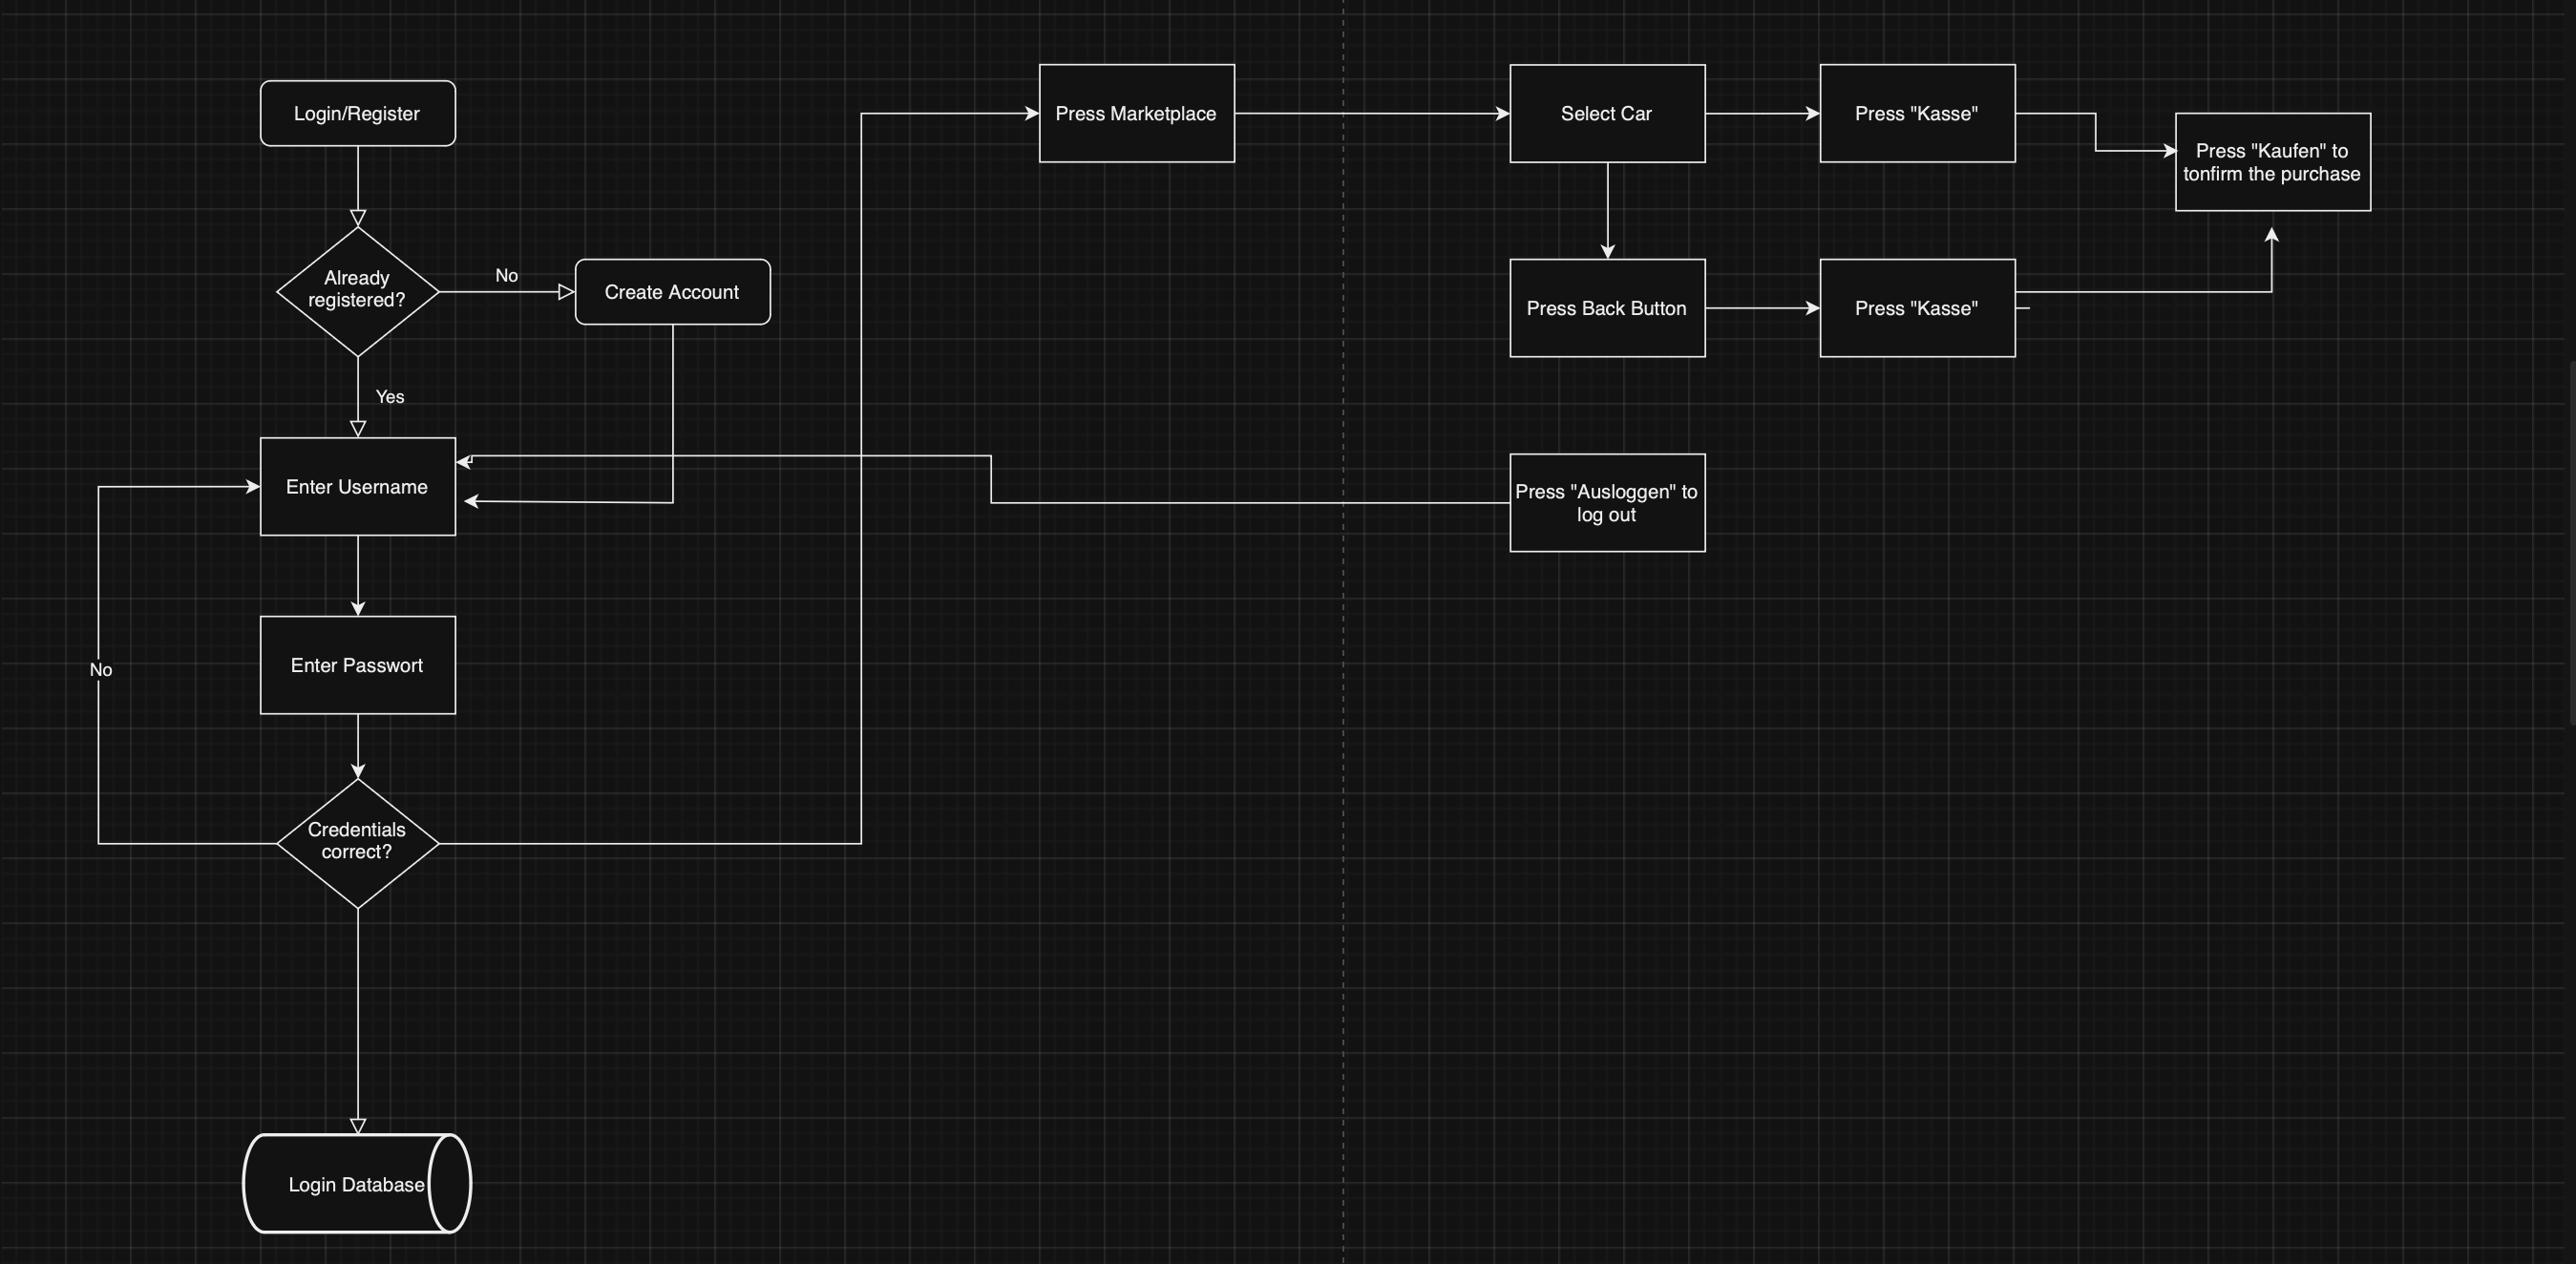 Login/Register
Already
registered?
No
Create Account
Yes
Enter Username
Enter Passwort
No
Credentials
correct?
Login Database
Press Marketplace
Select Car
Press "Kasse"
Press "Kaufen" to
tonfirm the purchase
Press Back Button
Press "Kasse"
Press "Ausloggen" to
log out